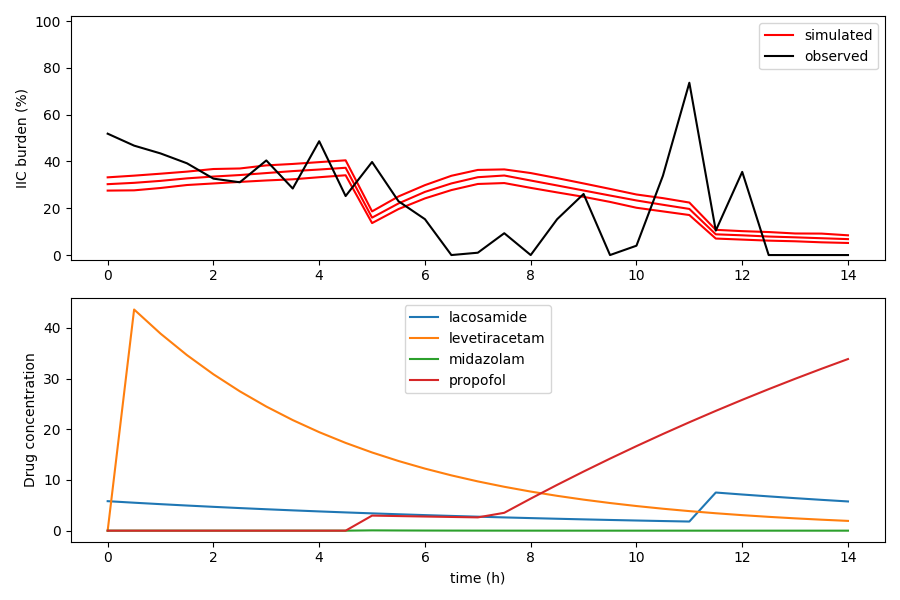 100
80
60
40
20
0
IIC burden (%)
simulated
observed
0 2 4 6 8 10 12 14
40
30
20
10
0
Drug concentration
lacosamide
levetiracetam
midazolam
propofol
0 2 4 6 8 10 12 14
time (h)